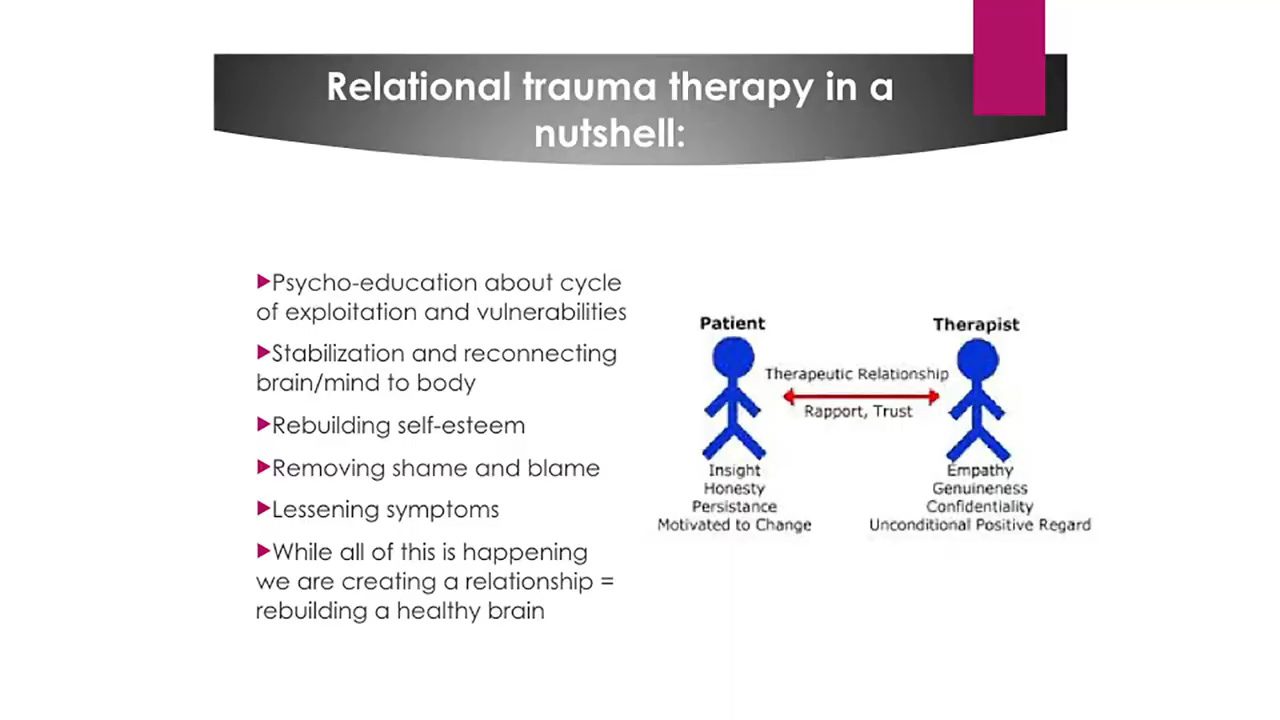 Relational trauma therapy in a
nutshell:
Psycho-education about cycle
of exploitation and vulnerabilities
Stabilization and reconnecting
brain/mind to body
Rebuilding self-esteem
Removing shame and blame
Lessening symptoms
While all of this is happening
we are creating a relationship =
rebuilding a healthy brain
Patient
Therapist
Therapeutic Relationship
Rapport, Trust
Insight
Honesty
Persistance
Motivated to Change
Empathy
Genuineness
Confidentiality
Unconditional Positive Regard